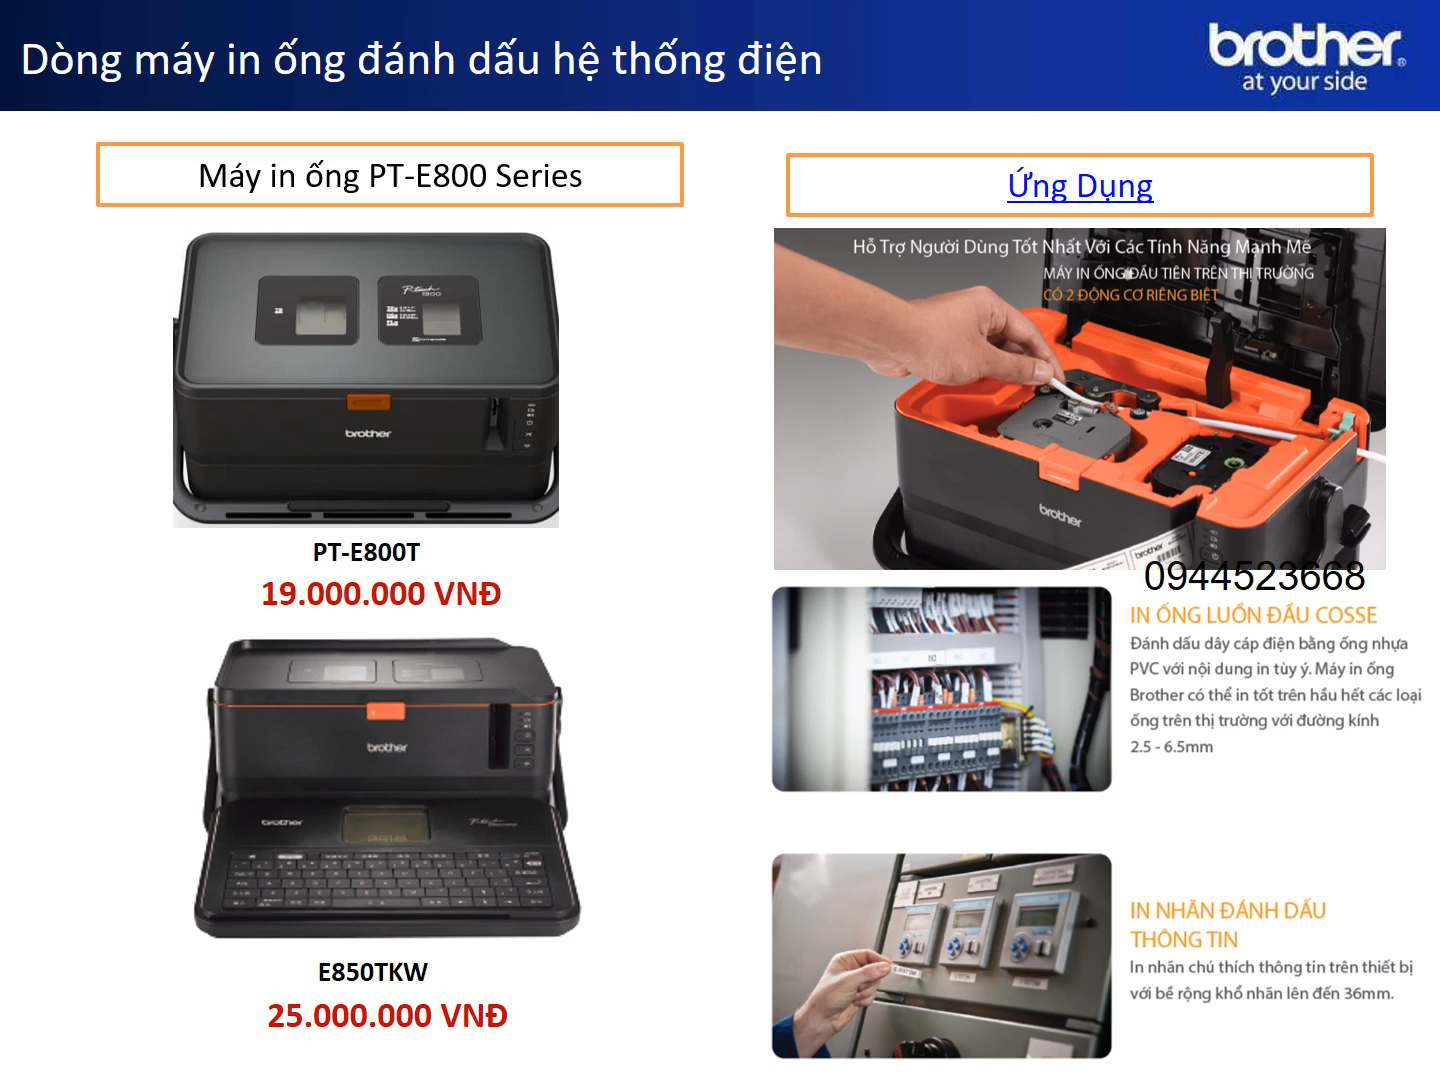 Dòng máy in ống đánh dấu hệ thống điện
brother
at your side
Máy in ống PT-E800 Series
brother
PT-E800T
19.000.000 VNĐ
brother
brother
E850TKW
25.000.000 VNĐ
Ứng Dụng
Hỗ Trợ Người Dùng Tốt Nhất Với Các Tính Năng Mạnh Mẽ
MÁY IN ỐNG ĐẦU TIÊN TRÊN THỊ TRƯỜNG
CÓ 2 ĐỘNG CƠ RIÊNG BIỆT
brother
brother
0944523668
IN ỐNG LUỒN ĐẦU COSSE
Đánh dấu dây cáp điện bằng ống nhựa
PVC với nội dung in tùy ý. Máy in ống
Brother có thể in tốt trên hầu hết các loại
ống trên thị trường với đường kính
2.5 - 6.5mm
IN NHÃN ĐÁNH DẤU
THÔNG TIN
In nhãn chú thích thông tin trên thiết bị
với bề rộng khổ nhãn lên đến 36mm.